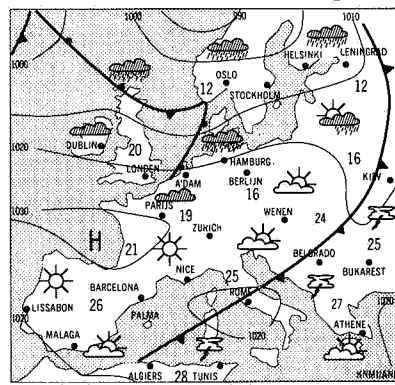 1000
990
1010
HELSINKI
LENINGRAD
1000
OSLO
STOCKHOLM
12
12
1020
DUBLIN
20
HAMBURG
16
LONDEN
A'DAM
BERLIJN
16
KIEV
PARIJS
1030
19
WENEN
24
ZURICH
H
21
BELGRADO
25
BUKAREST
NICE
25
BARCELONA
ROME
26
27
LISSABON
PALMA
1020
1020
1020
ATHENE
MALAGA
ALGIERS
28
TUNIS